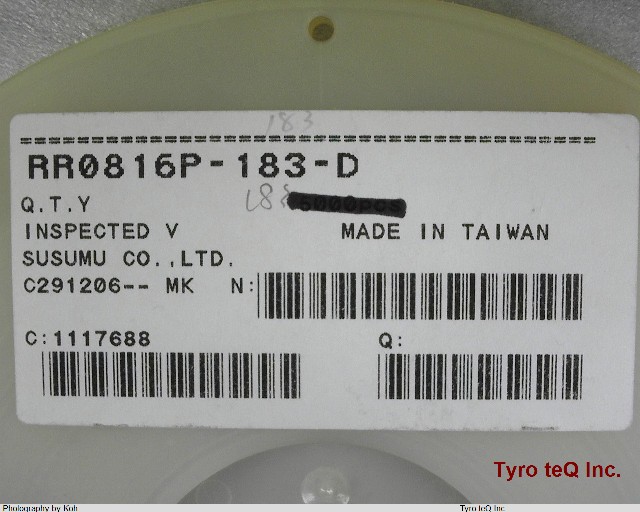 183
RR0816P-183-D
Q.T.Y 5000pcs
INSPECTED V MADE IN TAIWAN
SUSUMU CO.,LTD.
C291206-- MK N:
C:1117688 Q:
Tyro teQ Inc.
Photography by Koh Tyro teQ Inc